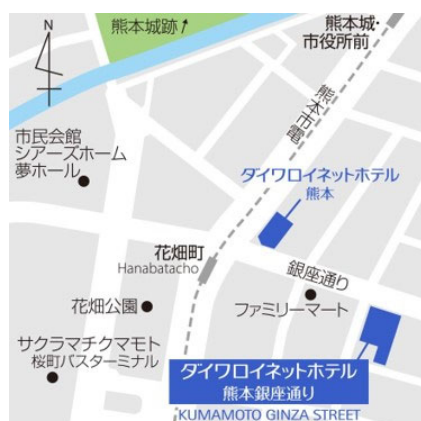 N
熊本城跡↑
熊本城・
市役所前
熊本市電
市民会館
シアーズホーム
夢ホール
ダイワロイネットホテル
熊本
花畑町
Hanabatacho
銀座通り
花畑公園
ファミリーマート
サクラマチクマモト
桜町バスターミナル
ダイワロイネットホテル
熊本銀座通り
KUMAMOTO GINZA STREET